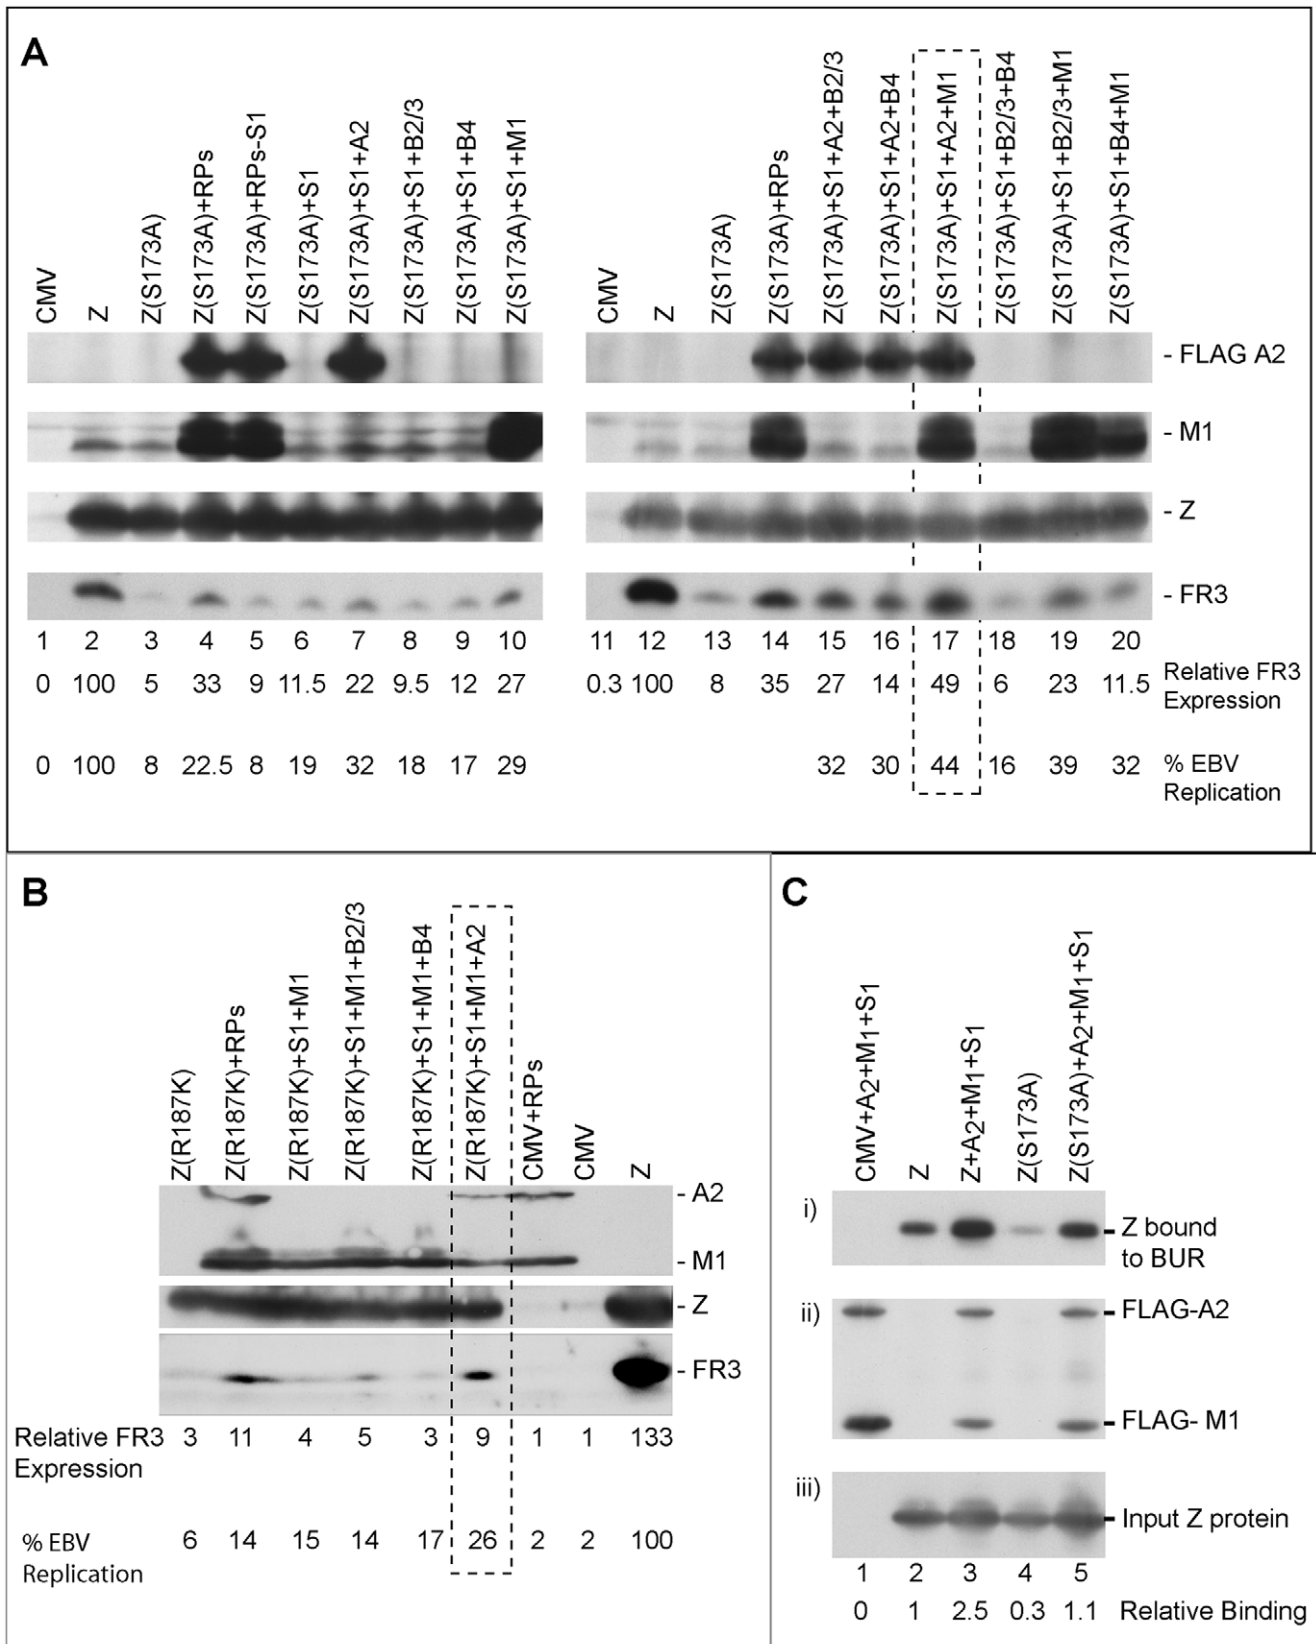 A
CMV
Z
Z(S173A)
Z(S173A)+RPs
Z(S173A)+RPs-S1
Z(S173A)+S1
Z(S173A)+S1+A2
Z(S173A)+S1+B2/3
Z(S173A)+S1+B4
Z(S173A)+S1+M1
CMV
Z
Z(S173A)
Z(S173A)+RPs
Z(S173A)+S1+A2+B2/3
Z(S173A)+S1+A2+B4
Z(S173A)+S1+A2+M1
Z(S173A)+S1+B2/3+B4
Z(S173A)+S1+B2/3+M1
Z(S173A)+S1+B4+M1
- FLAG A2
- M1
- Z
- FR3
1 2 3 4 5 6 7 8 9 10 11 12 13 14 15 16 17 18 19 20
0 100 5 33 9 11.5 22 9.5 12 27 0.3 100 8 35 27 14 49 6 23 11.5 Relative FR3
Expression
0 100 8 22.5 8 19 32 18 17 29 32 30 44 16 39 32 % EBV
Replication
B
Z(R187K)
Z(R187K)+RPs
Z(R187K)+S1+M1
Z(R187K)+S1+M1+B2/3
Z(R187K)+S1+M1+B4
Z(R187K)+S1+M1+A2
CMV+RPs
CMV
Z
- A2
- M1
- Z
- FR3
Relative FR3 3 11 4 5 3 9 1 1 133
Expression
% EBV 6 14 15 14 17 26 2 2 100
Replication
C
CMV+A2+M1+S1
Z
Z+A2+M1+S1
Z(S173A)
Z(S173A)+A2+M1+S1
i)
Z bound
to BUR
ii)
FLAG-A2
FLAG- M1
iii)
Input Z protein
1 2 3 4 5
0 1 2.5 0.3 1.1 Relative Binding